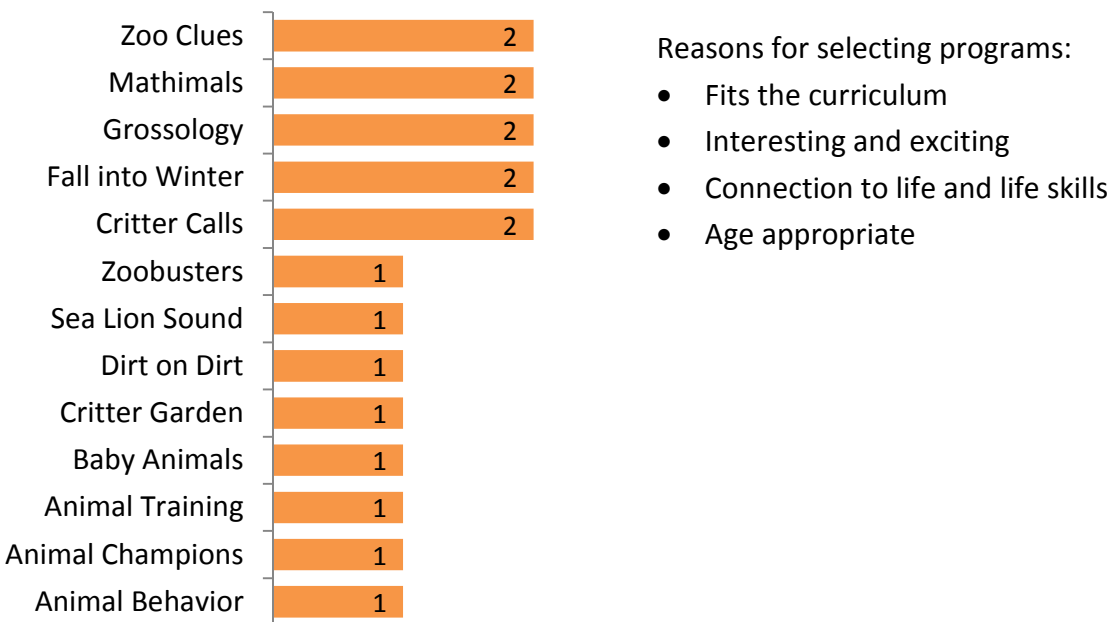 Zoo Clues 2
Mathimals 2
Grossology 2
Fall into Winter 2
Critter Calls 2
Zoobusters 1
Sea Lion Sound 1
Dirt on Dirt 1
Critter Garden 1
Baby Animals 1
Animal Training 1
Animal Champions 1
Animal Behavior 1
Reasons for selecting programs:
• Fits the curriculum
• Interesting and exciting
• Connection to life and life skills
• Age appropriate